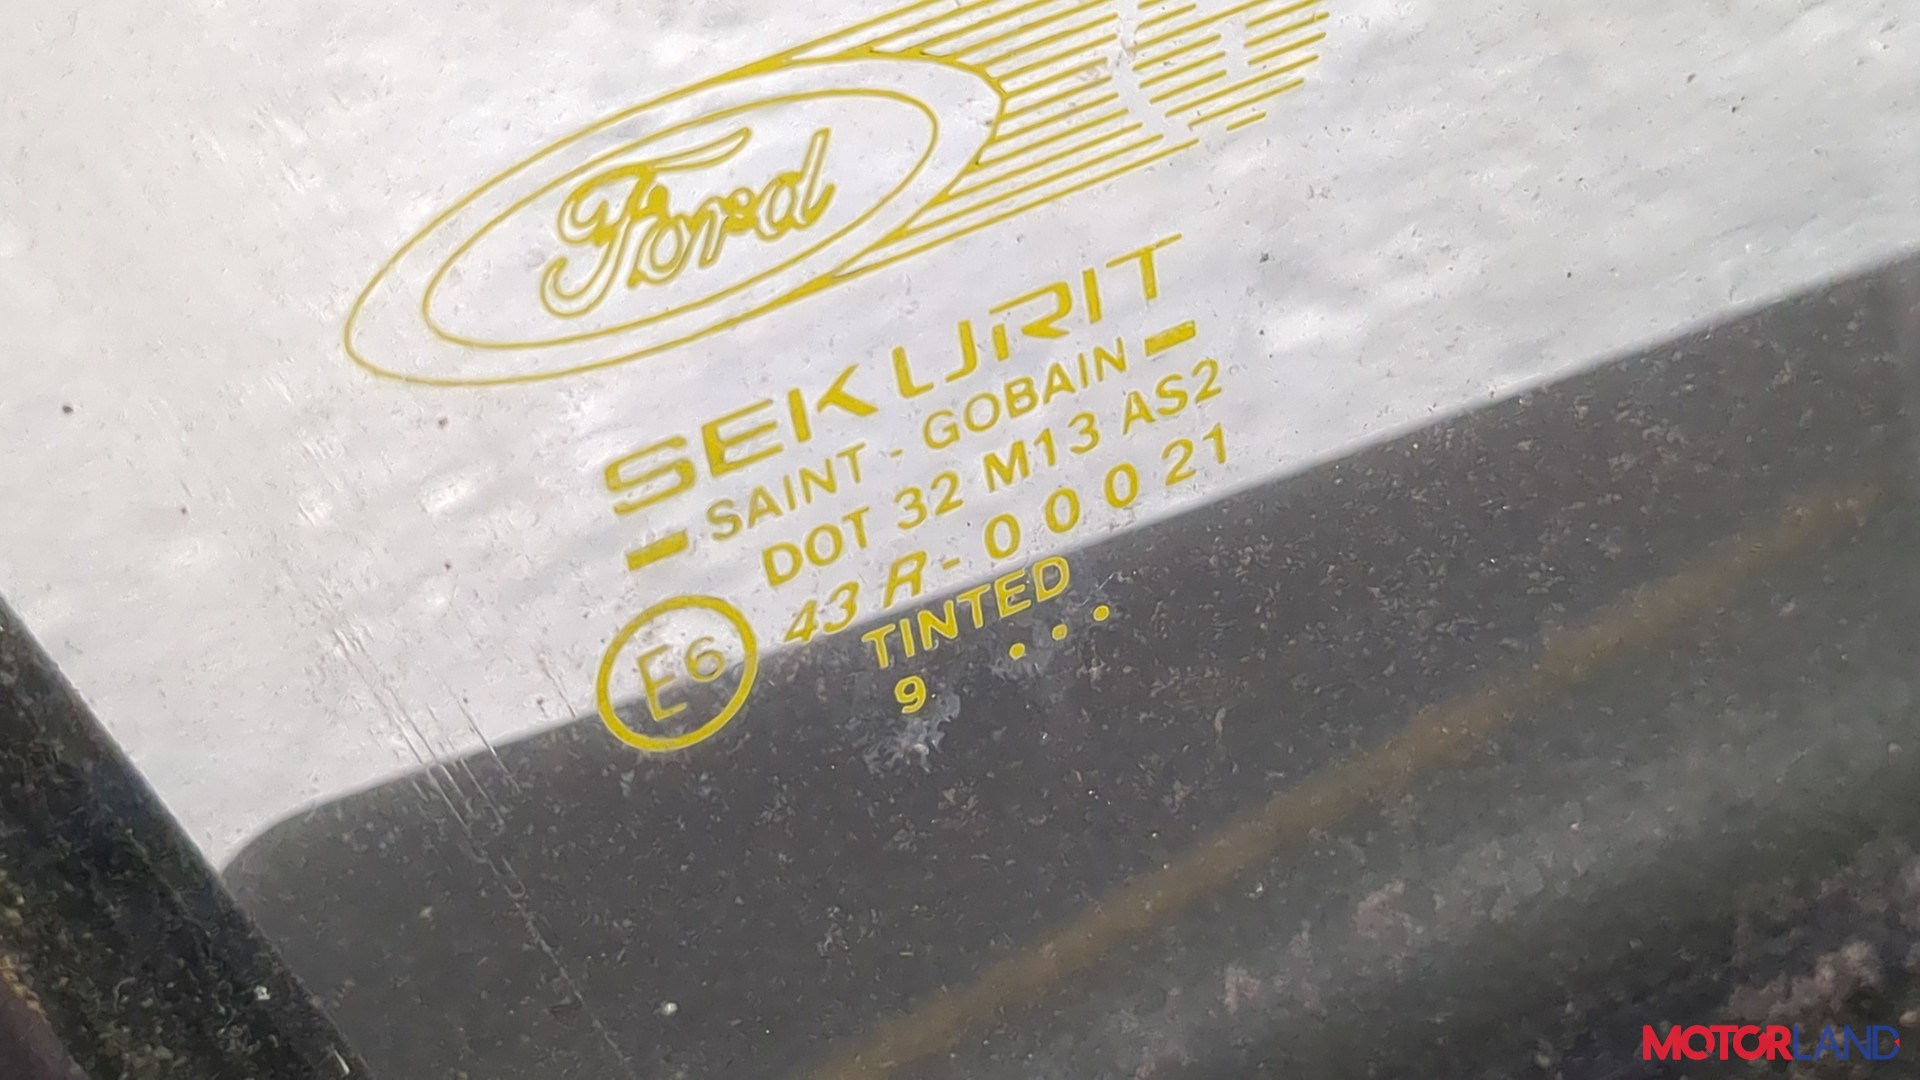 Ford
SEKURIT
SAINT - GOBAIN
DOT 32 M13 AS2
43 R - 0 0 0 21
E6
TINTED
9 ...
MOTORLAND